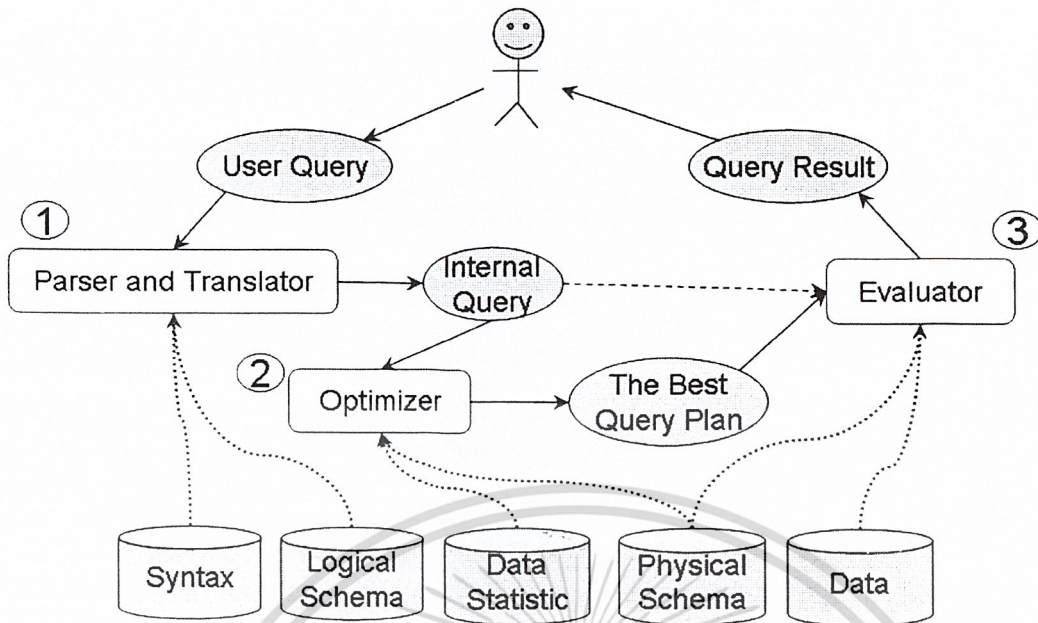 User Query
Query Result
1
3
Parser and Translator
Internal
Query
Evaluator
2
Optimizer
The Best
Query Plan
Syntax
Logical
Schema
Data
Statistic
Physical
Schema
Data